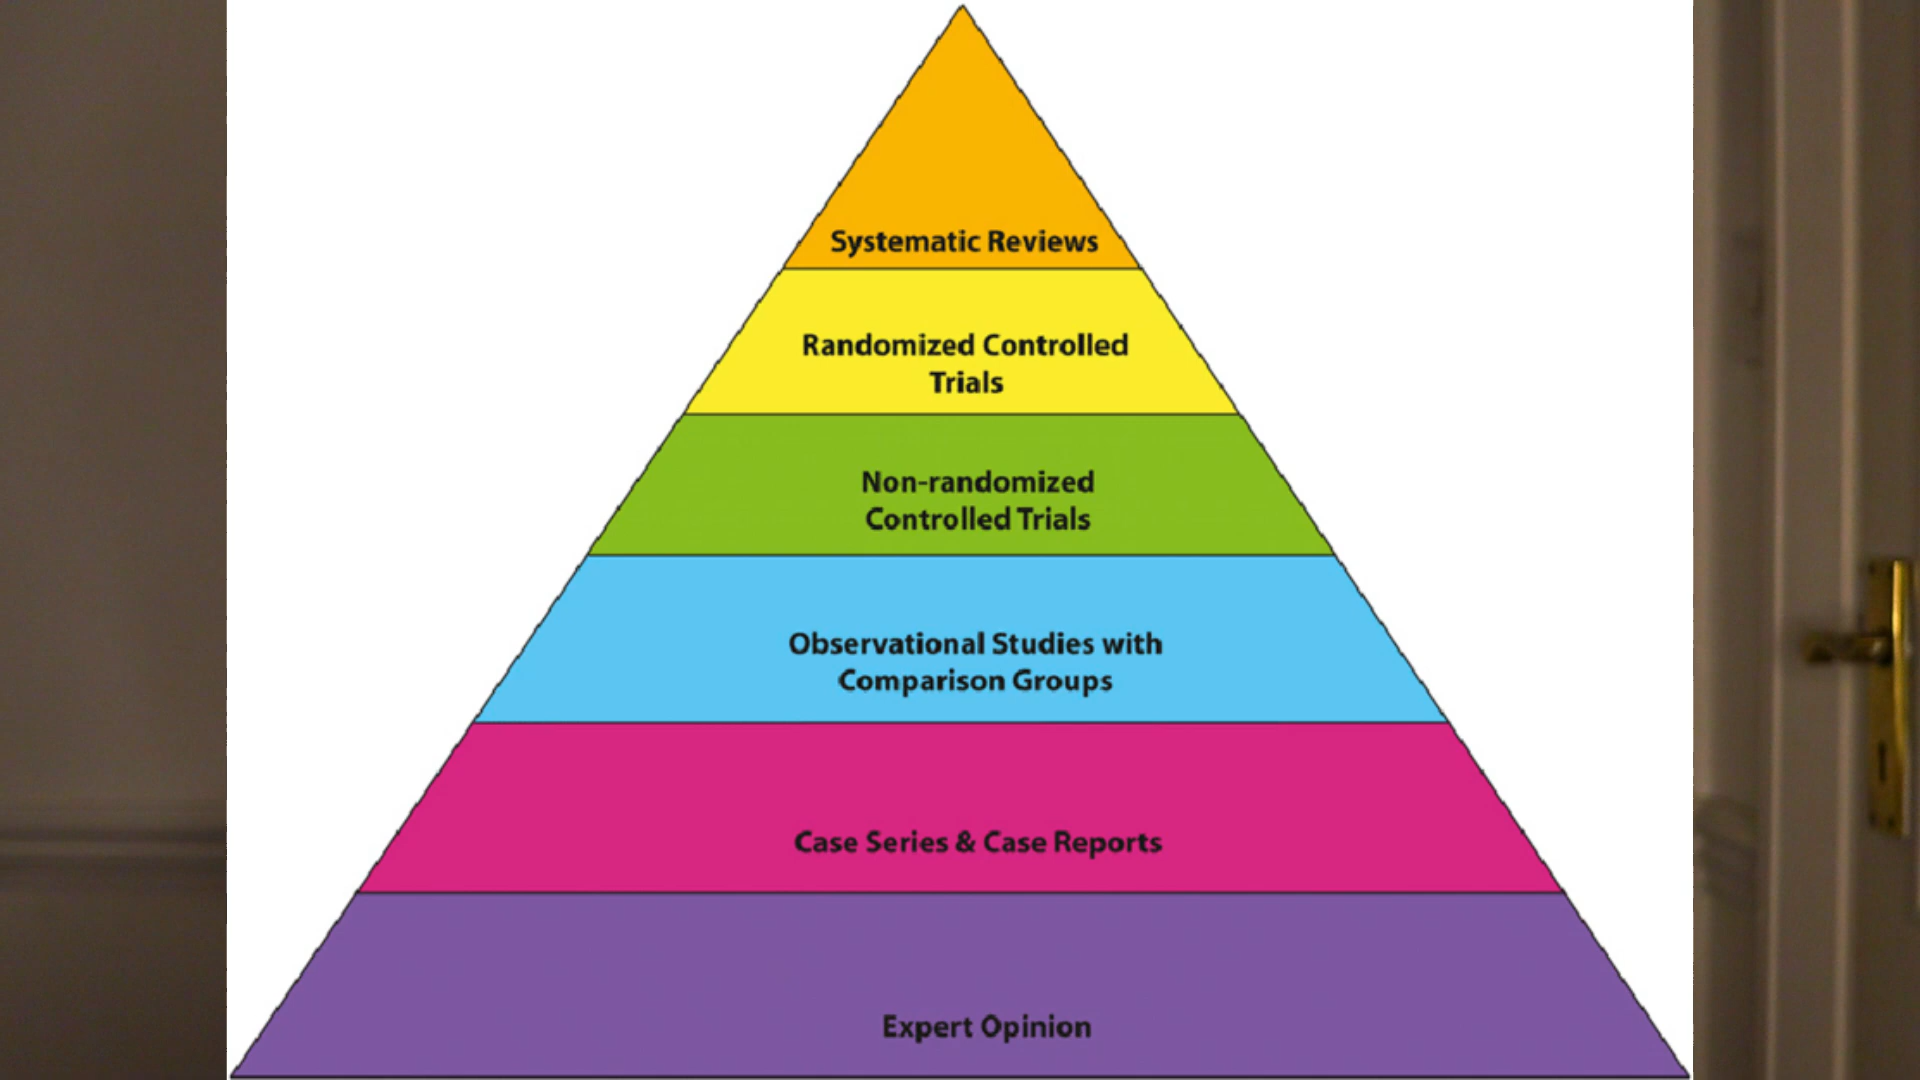 Systematic Reviews
Randomized Controlled
Trials
Non-randomized
Controlled Trials
Observational Studies with
Comparison Groups
Case Series & Case Reports
Expert Opinion